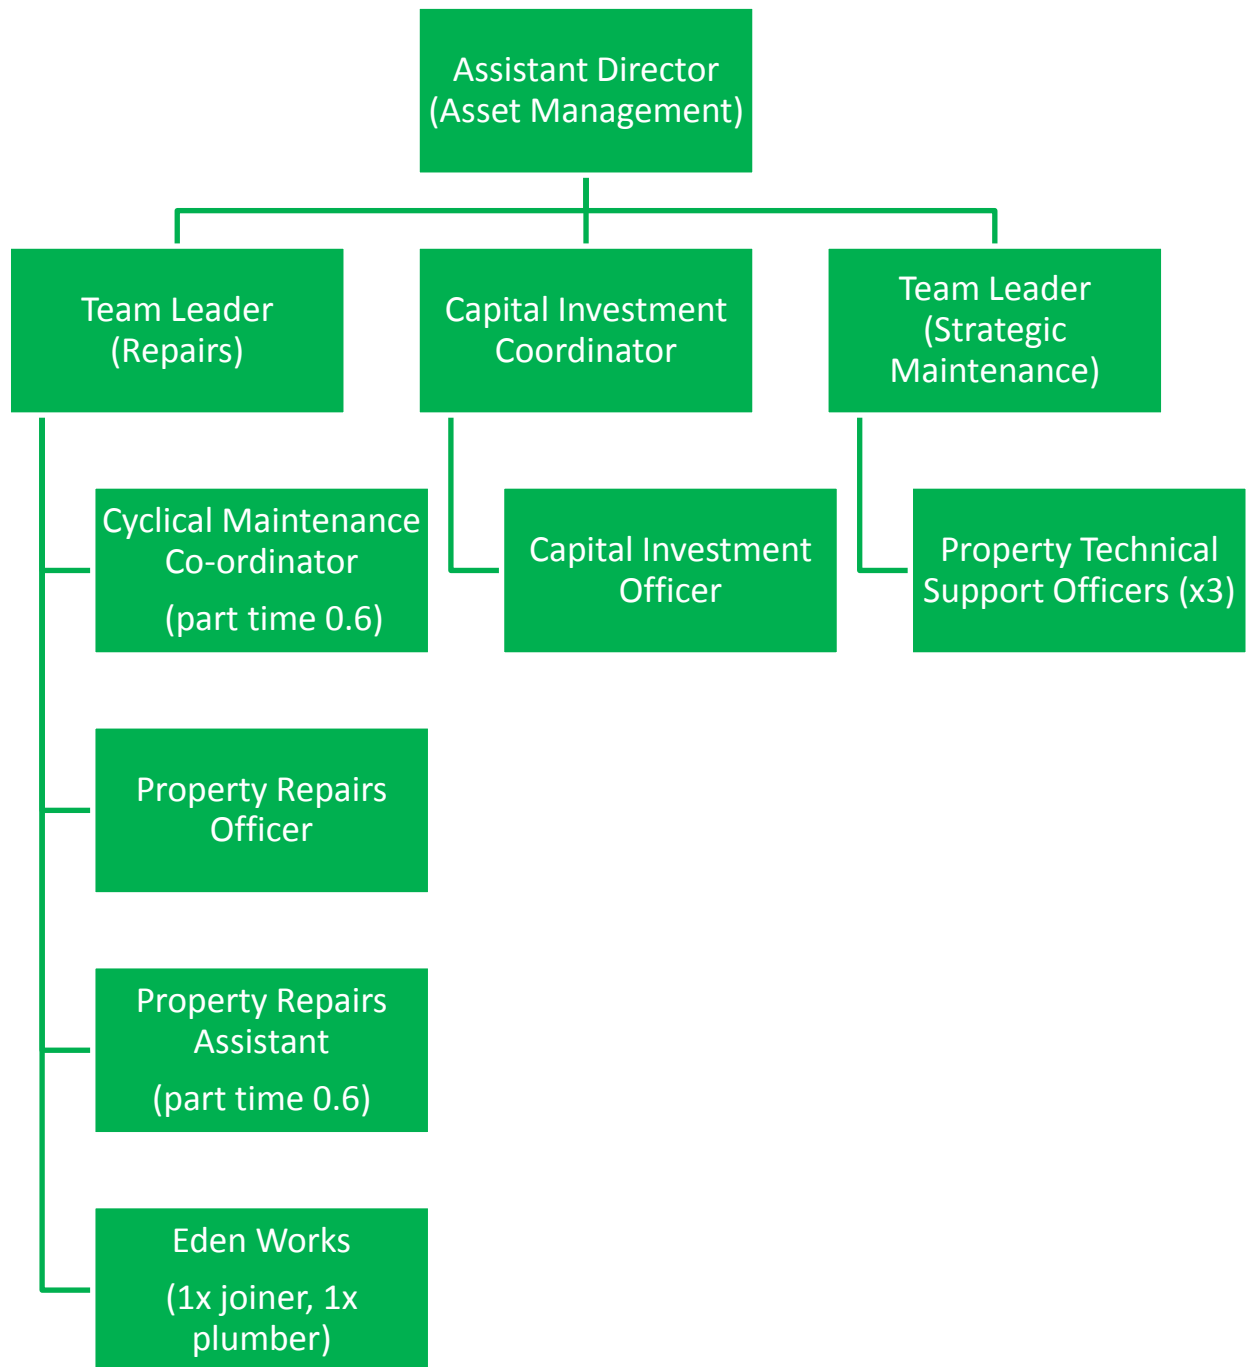 Assistant Director
(Asset Management)
Team Leader
(Repairs)
Capital Investment
Coordinator
Team Leader
(Strategic
Maintenance)
Cyclical Maintenance
Co-ordinator
(part time 0.6)
Capital Investment
Officer
Property Technical
Support Officers (x3)
Property Repairs
Officer
Property Repairs
Assistant
(part time 0.6)
Eden Works
(1x joiner, 1x
plumber)